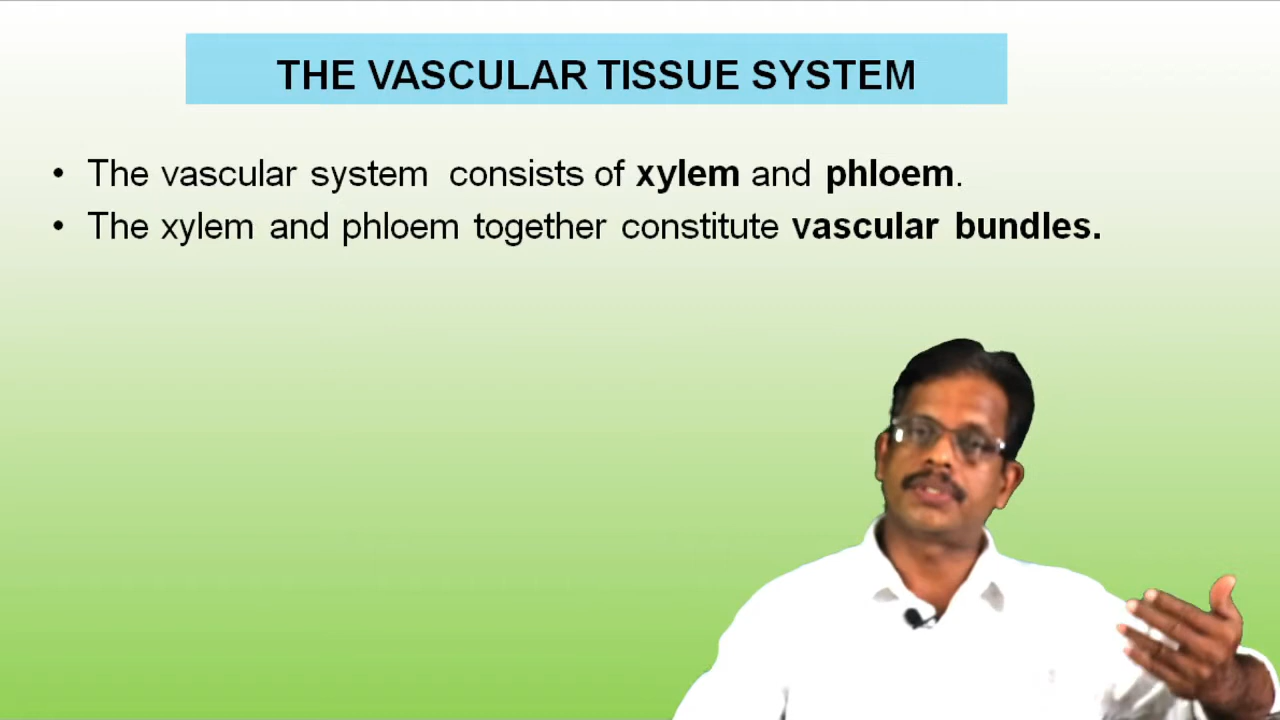 THE VASCULAR TISSUE SYSTEM
• The vascular system consists of xylem and phloem.
• The xylem and phloem together constitute vascular bundles.